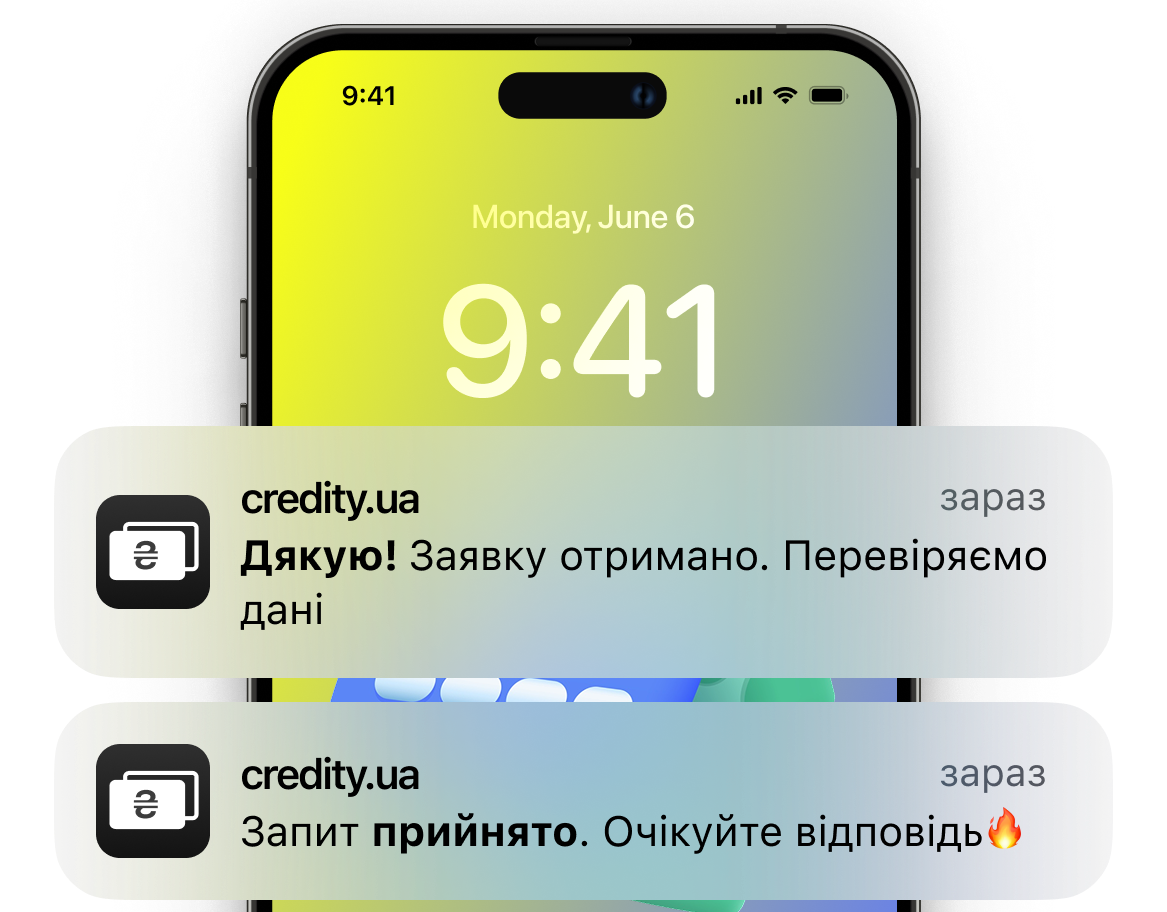 9:41
Monday, June 6
9:41
credity.ua
зараз
Дякую! Заявку отримано. Перевіряємо
дані
credity.ua
зараз
Запит прийнято. Очікуйте відповідь🔥